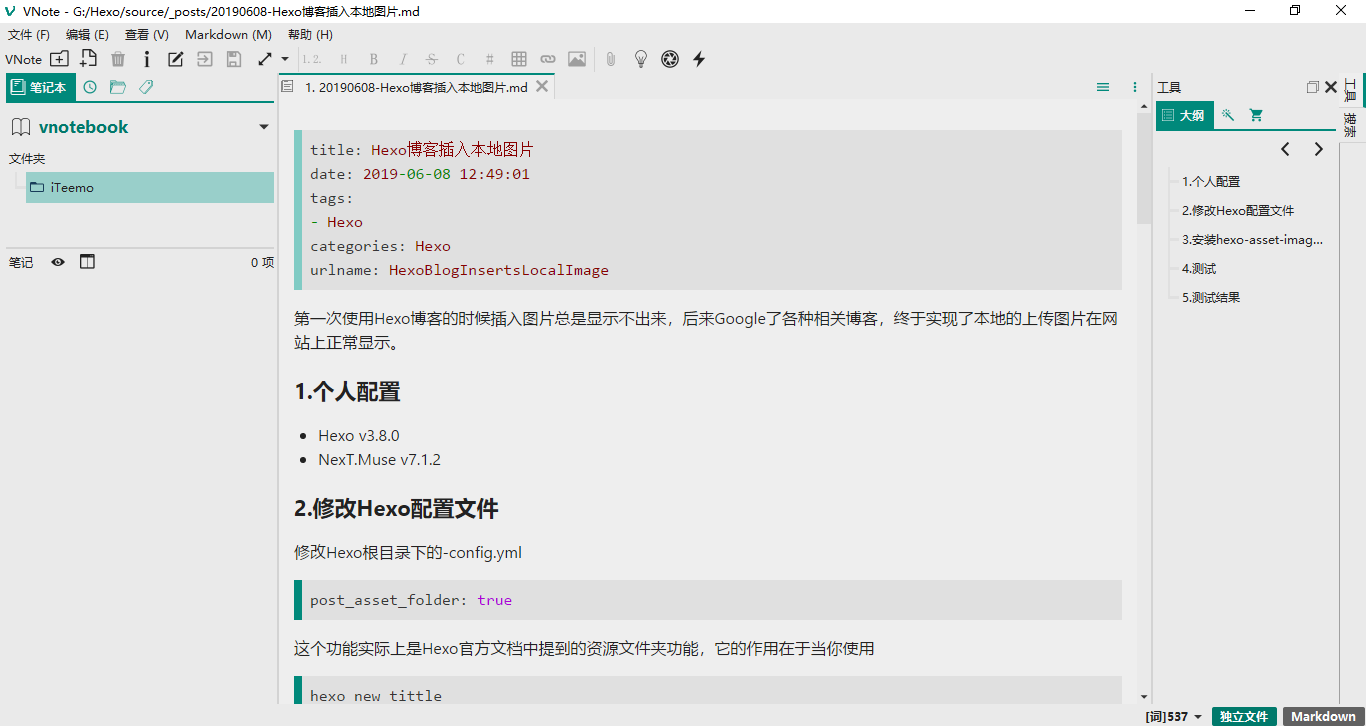 VNote - G:/Hexo/source/_posts/20190608-Hexo博客插入本地图片.md
文件 (F) 编辑 (E) 查看 (V) Markdown (M) 帮助 (H)
VNote 1. 2. H B I S C #
笔记本
1. 20190608-Hexo博客插入本地图片.md
工具
工具
搜索
大纲
vnotebook
文件夹
iTeemo
笔记 0 项
title: Hexo博客插入本地图片
date: 2019-06-08 12:49:01
tags:
- Hexo
categories: Hexo
urlname: HexoBlogInsertsLocalImage
第一次使用Hexo博客的时候插入图片总是显示不出来，后来Google了各种相关博客，终于实现了本地的上传图片在网
站上正常显示。
1.个人配置
• Hexo v3.8.0
• NexT.Muse v7.1.2
2.修改Hexo配置文件
修改Hexo根目录下的-config.yml
post_asset_folder: true
这个功能实际上是Hexo官方文档中提到的资源文件夹功能，它的作用在于当你使用
hexo new tittle
1.个人配置
2.修改Hexo配置文件
3.安装hexo-asset-imag...
4.测试
5.测试结果
[词]537 独立文件 Markdown